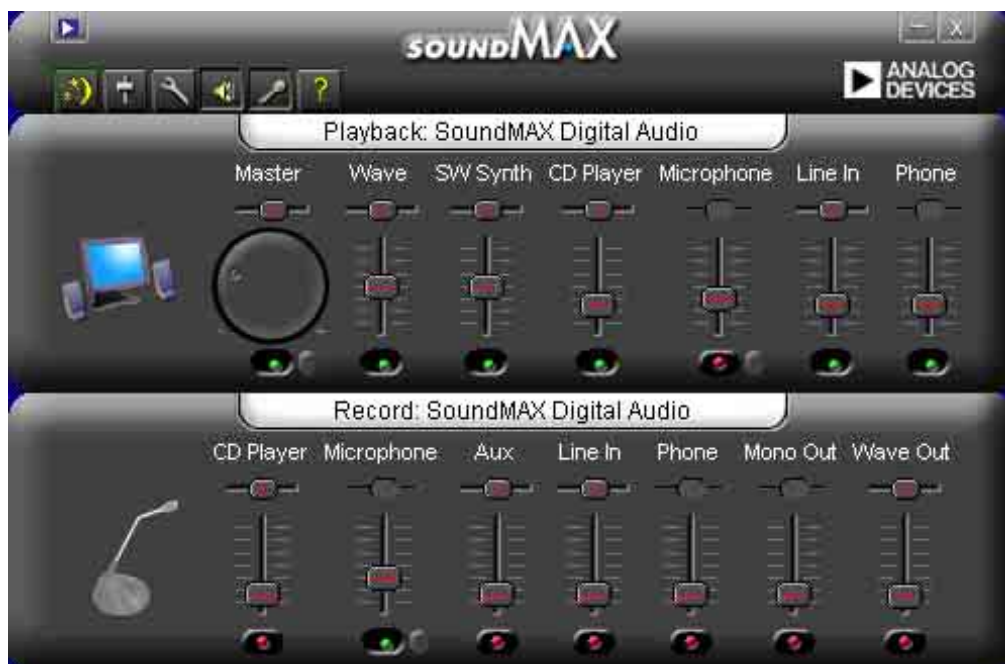 SOUNDMAX
X
?
ANALOG
DEVICES
Playback: SoundMAX Digital Audio
Master Wave SW Synth CD Player Microphone Line In Phone
Record: SoundMAX Digital Audio
CD Player Microphone Aux Line In Phone Mono Out Wave Out